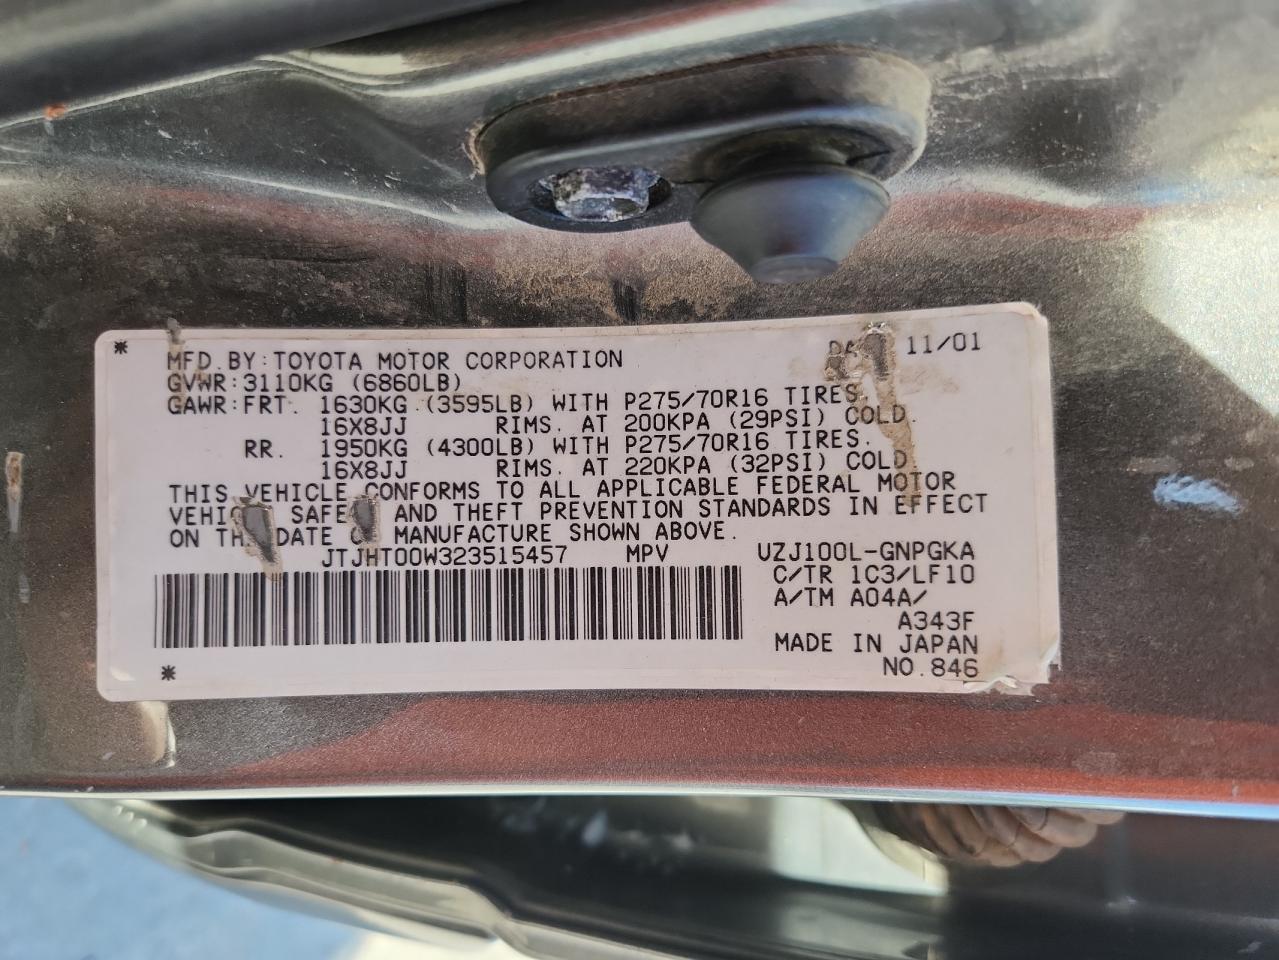 * MFD. BY: TOYOTA MOTOR CORPORATION 11/01
GVWR: 3110KG (6860LB)
GAWR: FRT. 1630KG (3595LB) WITH P275/70R16 TIRES
16X8JJ RIMS. AT 200KPA (29PSI) COLD.
RR. 1950KG (4300LB) WITH P275/70R16 TIRES.
16X8JJ RIMS. AT 220KPA (32PSI) COLD.
THIS VEHICLE CONFORMS TO ALL APPLICABLE FEDERAL MOTOR
AND THEFT PREVENTION STANDARDS IN EFFECT
ON DATE MANUFACTURE SHOWN ABOVE.
JTJHT00W323515457 MPV UZJ100L-GNPGKA
C/TR 1C3/LF10
A/TM A04A/
A343F
MADE IN JAPAN
* NO. 846